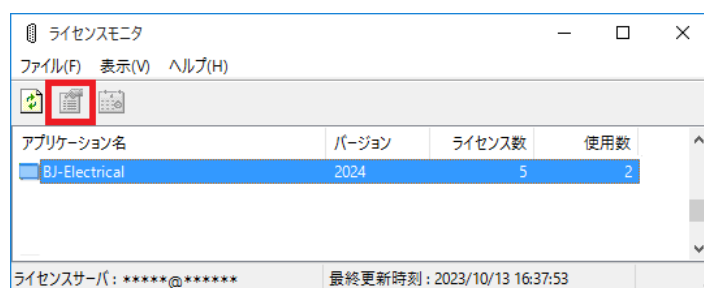 ライセンスモニタ
ファイル(F) 表示(V) ヘルプ(H)
アプリケーション名 バージョン ライセンス数 使用数
BJ-Electrical 2024 5 2
ライセンスサーバ : *****@****** 最終更新時刻 : 2023/10/13 16:37:53